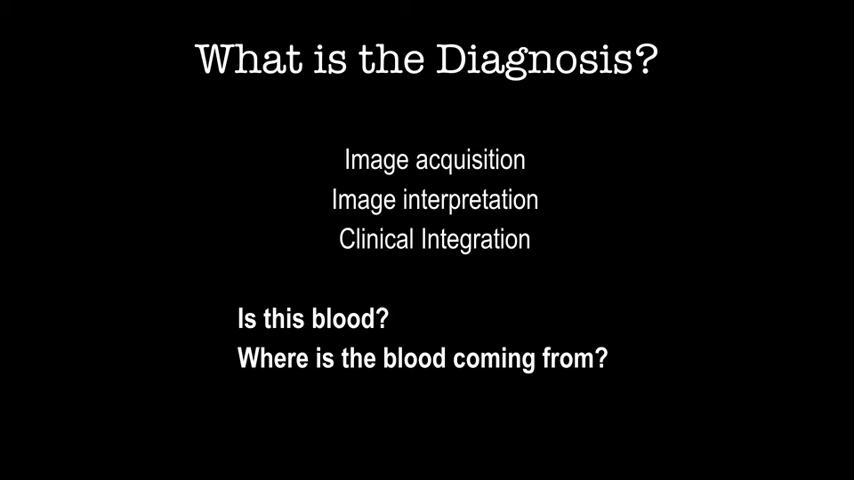 What is the Diagnosis?
Image acquisition
Image interpretation
Clinical Integration
Is this blood?
Where is the blood coming from?